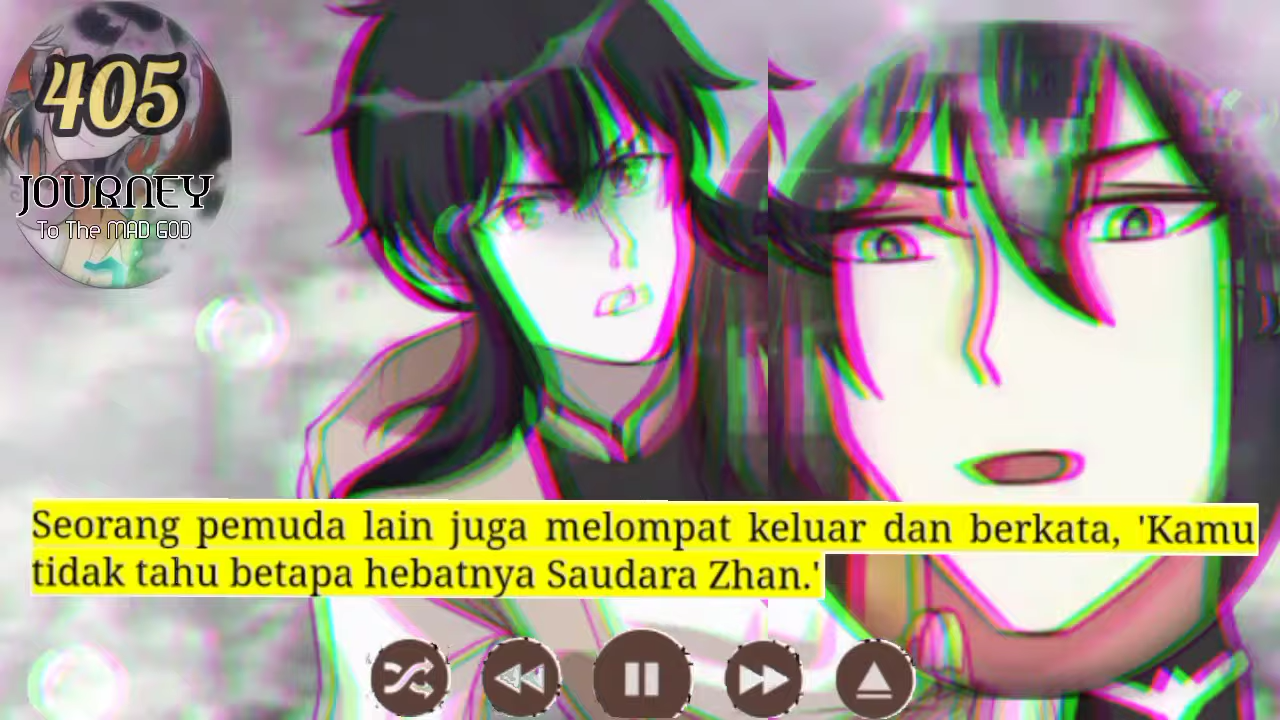 405
JOURNEY
To The MAD GOD
Seorang pemuda lain juga melompat keluar dan berkata, 'Kamu
tidak tahu betapa hebatnya Saudara Zhan.'